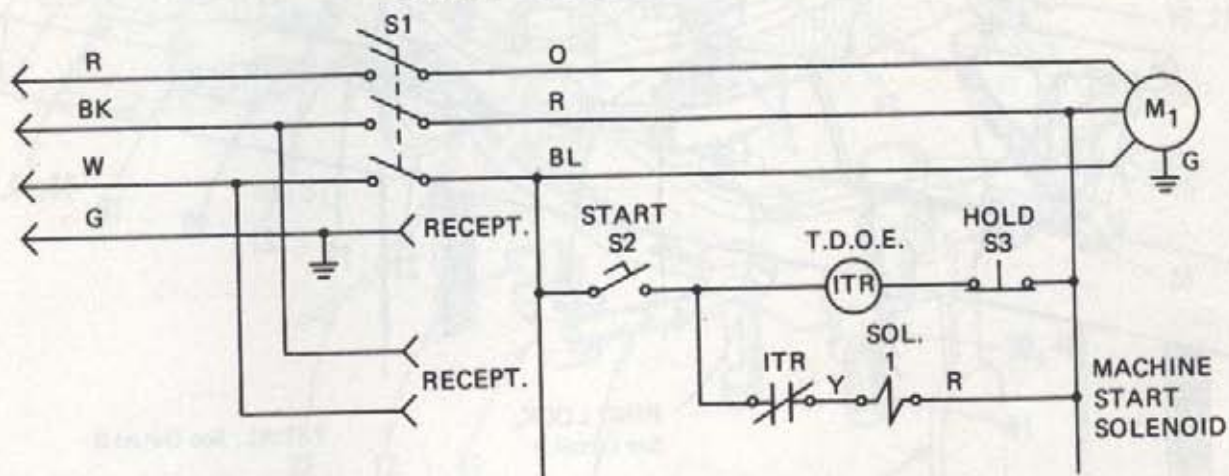 S1
R
O
BK
R
M1
W
BL
G
G
RECEPT.
START
S2
T.D.O.E.
HOLD
S3
ITR
SOL.
1
RECEPT.
ITR
Y
R
MACHINE
START
SOLENOID